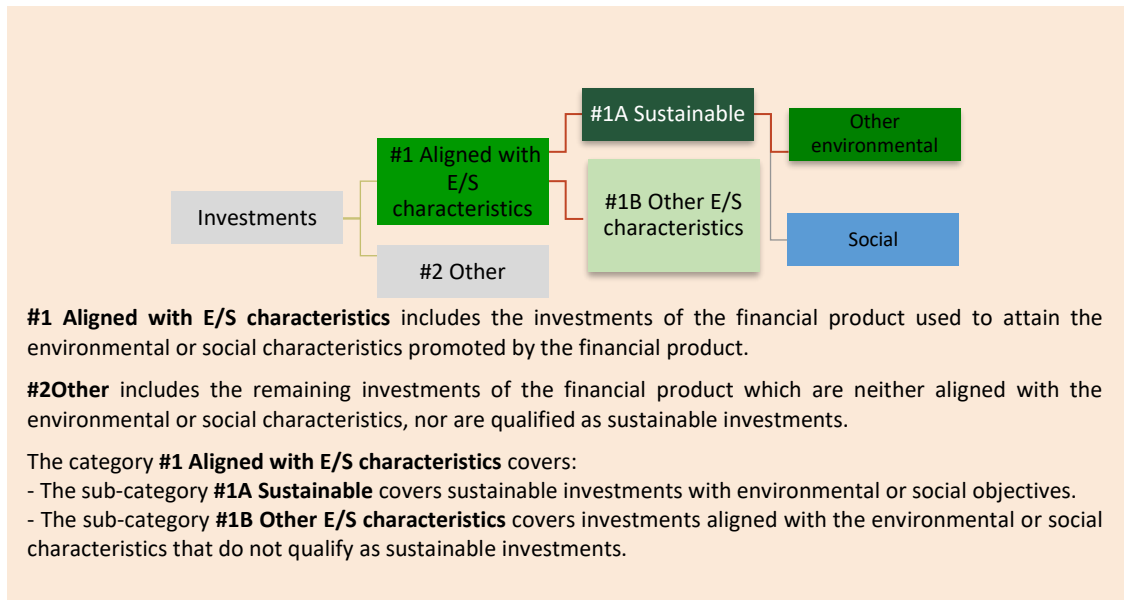 #1A Sustainable
Other
environmental
#1 Aligned with
E/S
characteristics
#1B Other E/S
characteristics
Investments
Social
#2 Other
#1 Aligned with E/S characteristics includes the investments of the financial product used to attain the
environmental or social characteristics promoted by the financial product.
#2Other includes the remaining investments of the financial product which are neither aligned with the
environmental or social characteristics, nor are qualified as sustainable investments.
The category #1 Aligned with E/S characteristics covers:
- The sub-category #1A Sustainable covers sustainable investments with environmental or social objectives.
- The sub-category #1B Other E/S characteristics covers investments aligned with the environmental or social
characteristics that do not qualify as sustainable investments.